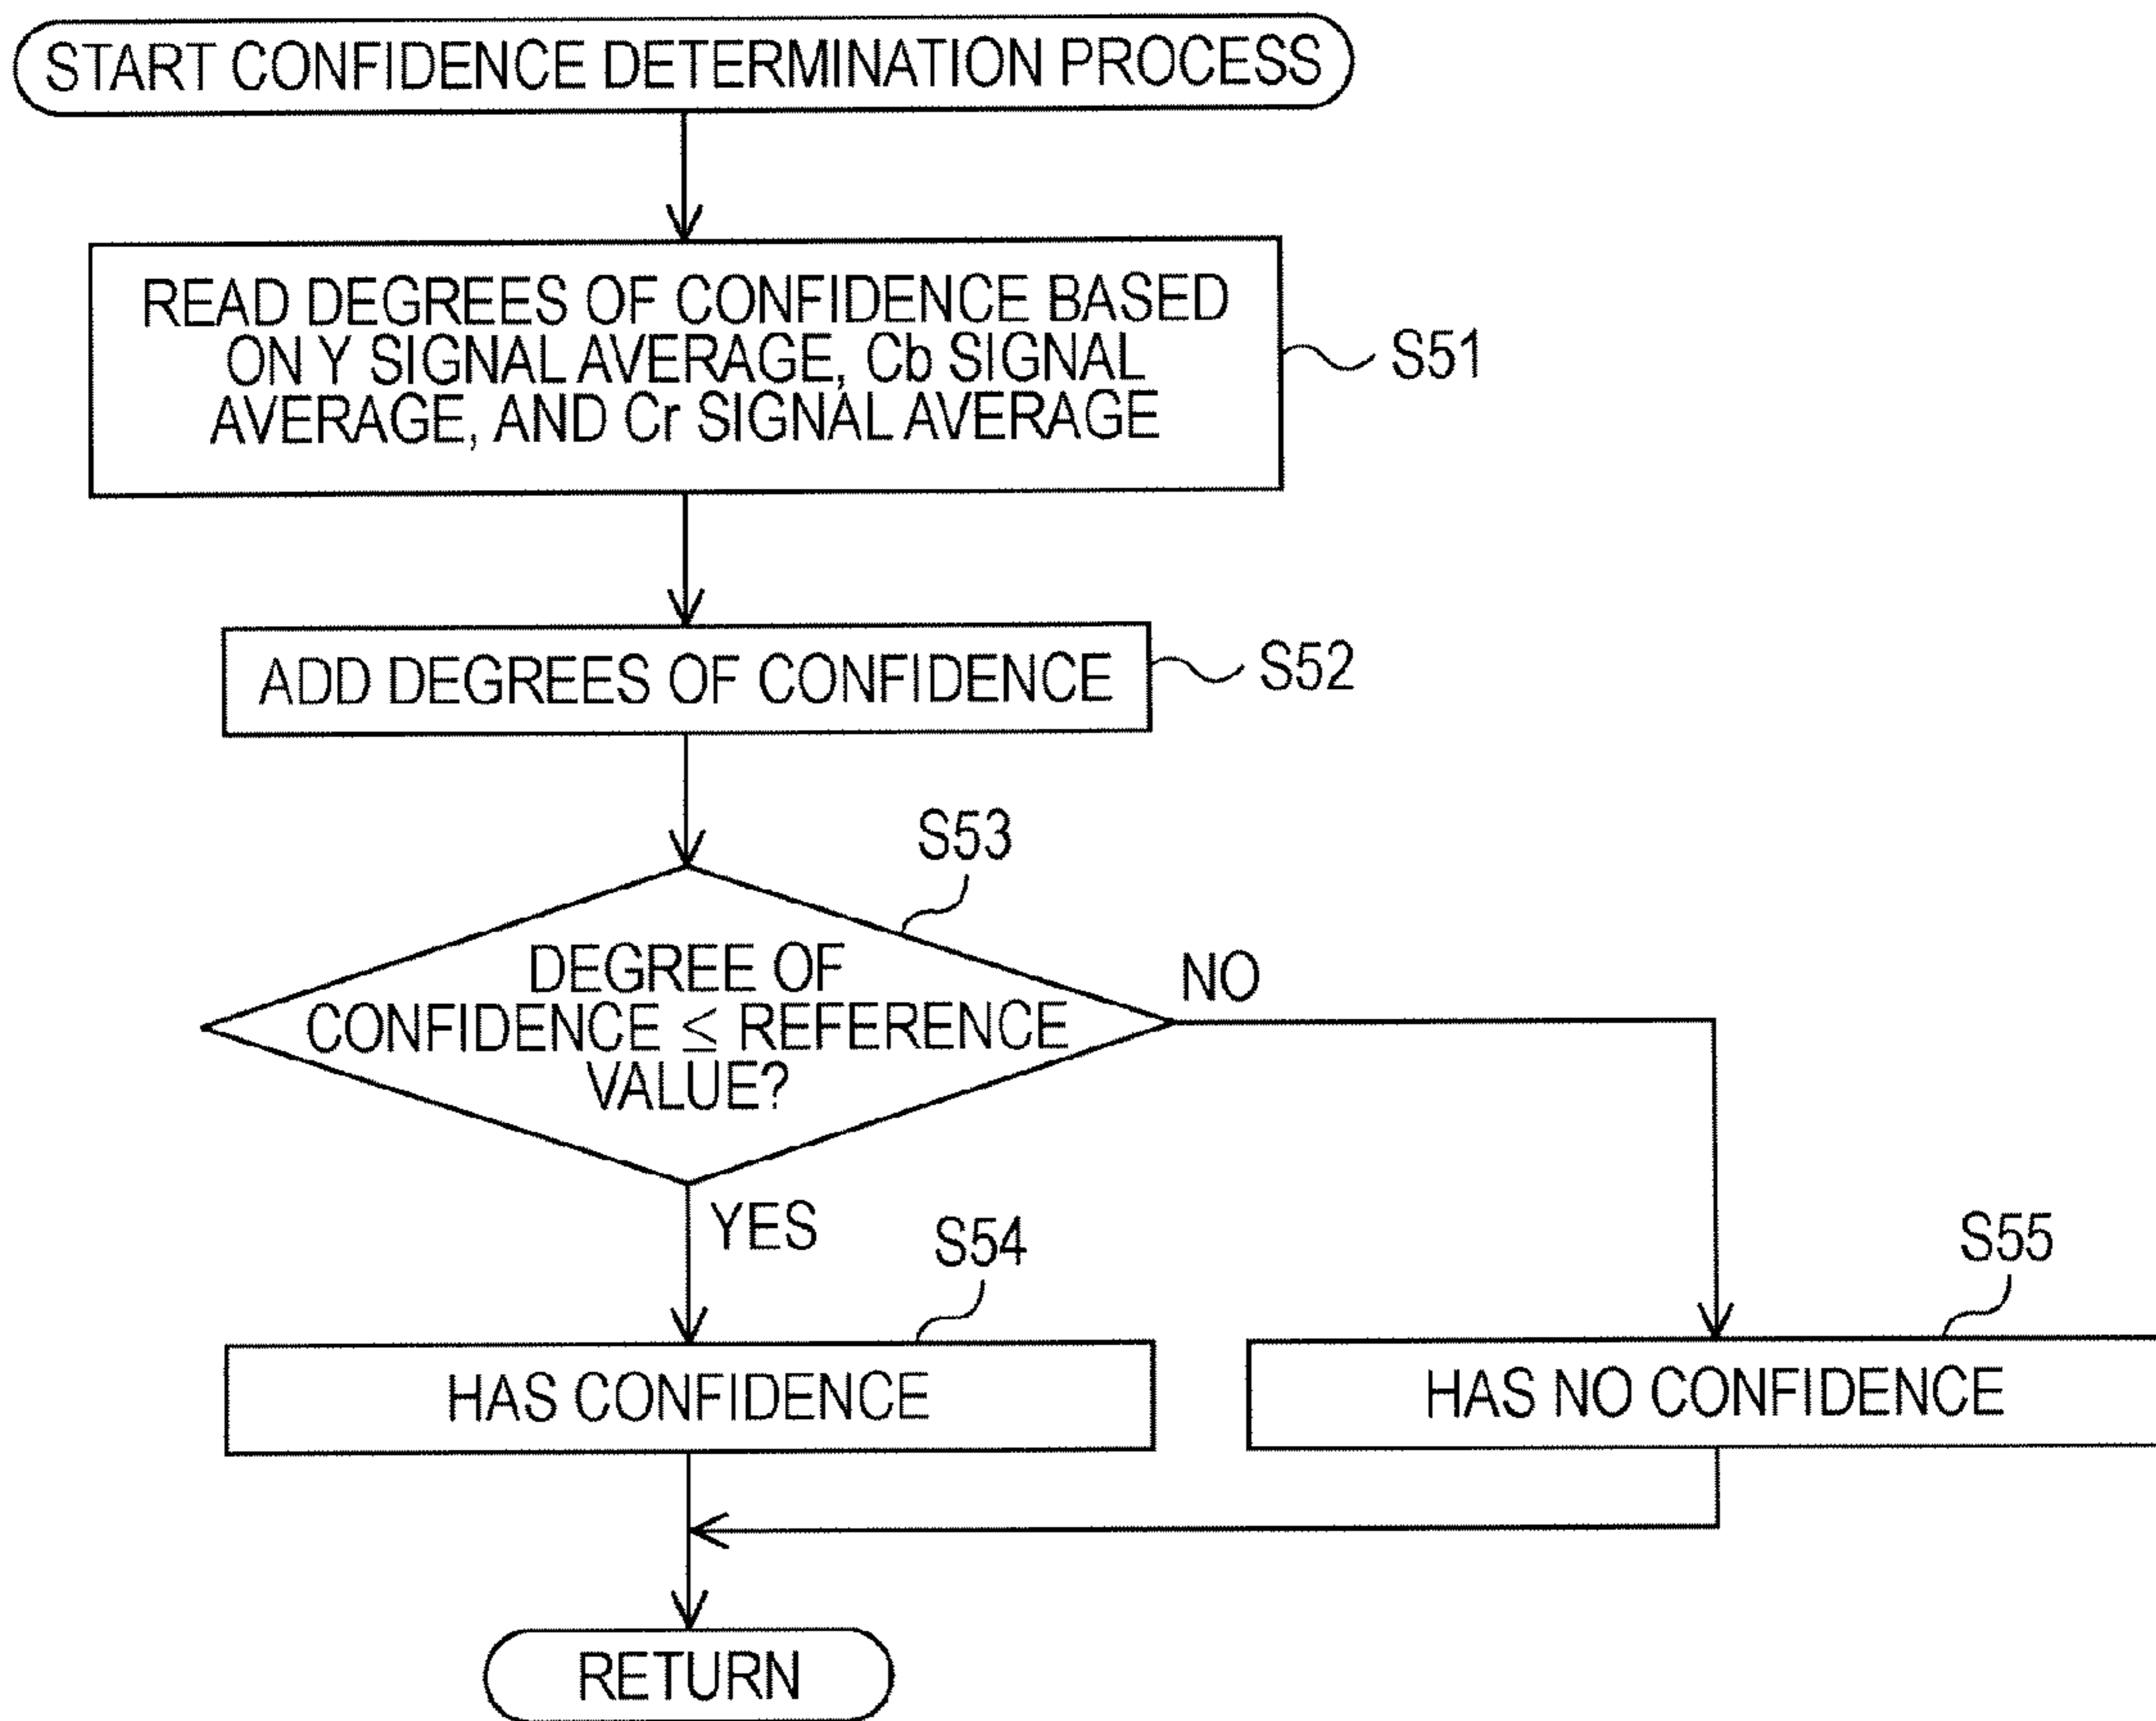 START CONFIDENCE DETERMINATION PROCESS
READ DEGREES OF CONFIDENCE BASED
ON Y SIGNAL AVERAGE, Cb SIGNAL
AVERAGE, AND Cr SIGNAL AVERAGE
S51
ADD DEGREES OF CONFIDENCE
S52
S53
DEGREE OF
CONFIDENCE ≤ REFERENCE
VALUE?
NO
YES
S54
S55
HAS CONFIDENCE
HAS NO CONFIDENCE
RETURN